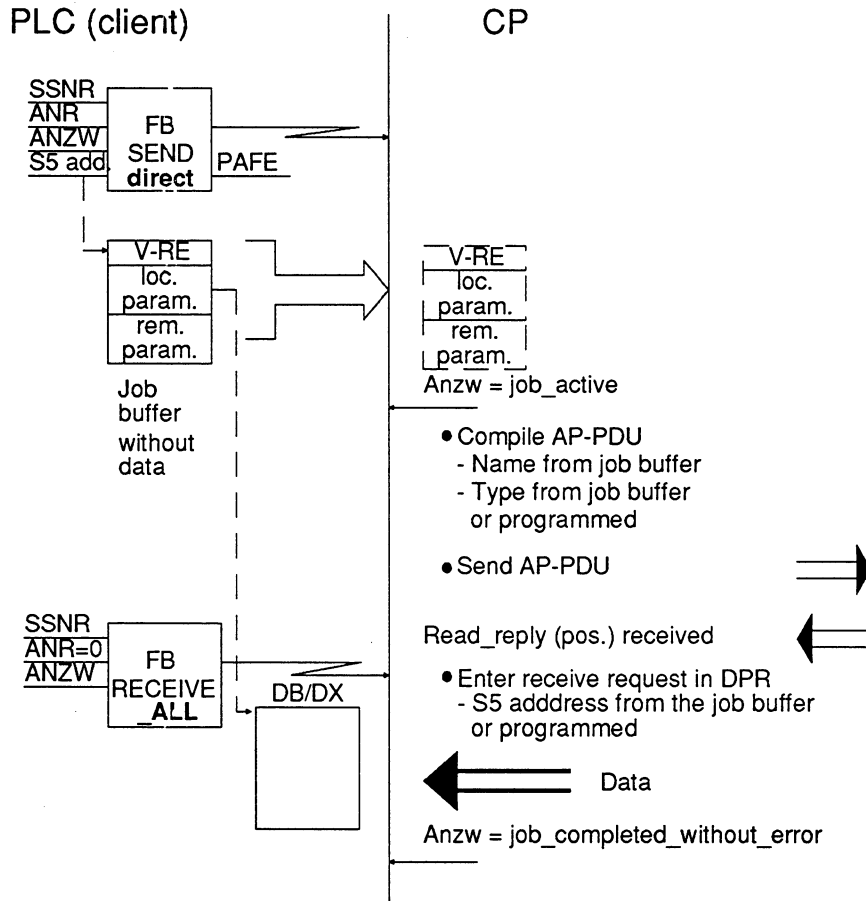 PLC (client)
CP
SSNR
ANR
ANZW
S5 add.
FB
SEND
direct
PAFE
V-RE
loc.
param.
rem.
param.
Job
buffer
without
data
V-RE
loc.
param.
rem.
param.
Anzw = job_active
• Compile AP-PDU
- Name from job buffer
- Type from job buffer
or programmed
• Send AP-PDU
SSNR
ANR=0
ANZW
FB
RECEIVE
_ALL
DB/DX
Read_reply (pos.) received
• Enter receive request in DPR
- S5 adddress from the job buffer
or programmed
Data
Anzw = job_completed_without_error